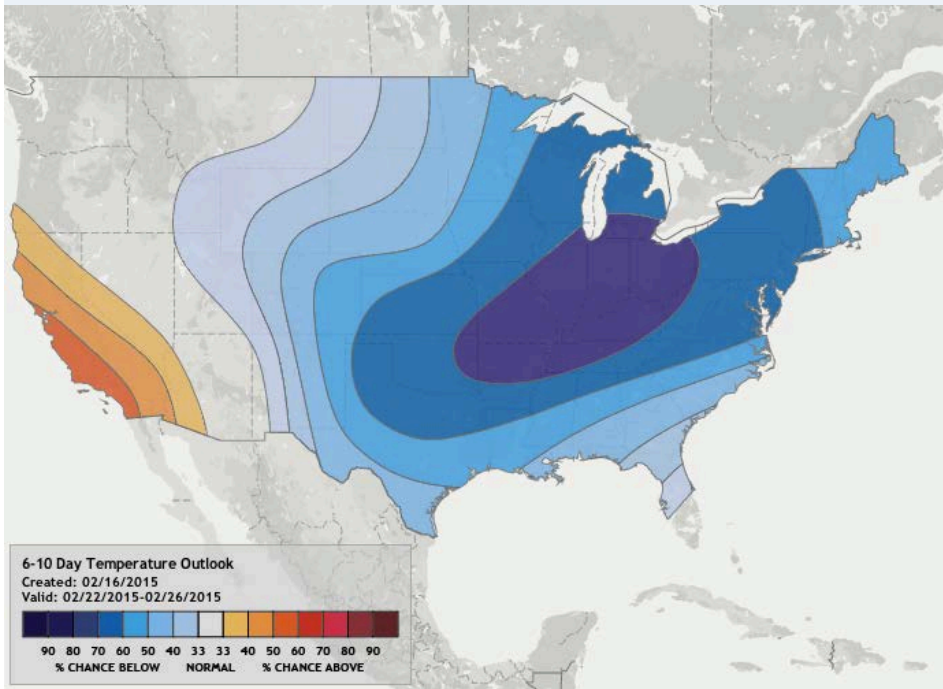 6-10 Day Temperature Outlook
Created: 02/16/2015
Valid: 02/22/2015-02/26/2015
90 80 70 60 50 40 33 33 40 50 60 70 80 90
% CHANCE BELOW NORMAL % CHANCE ABOVE